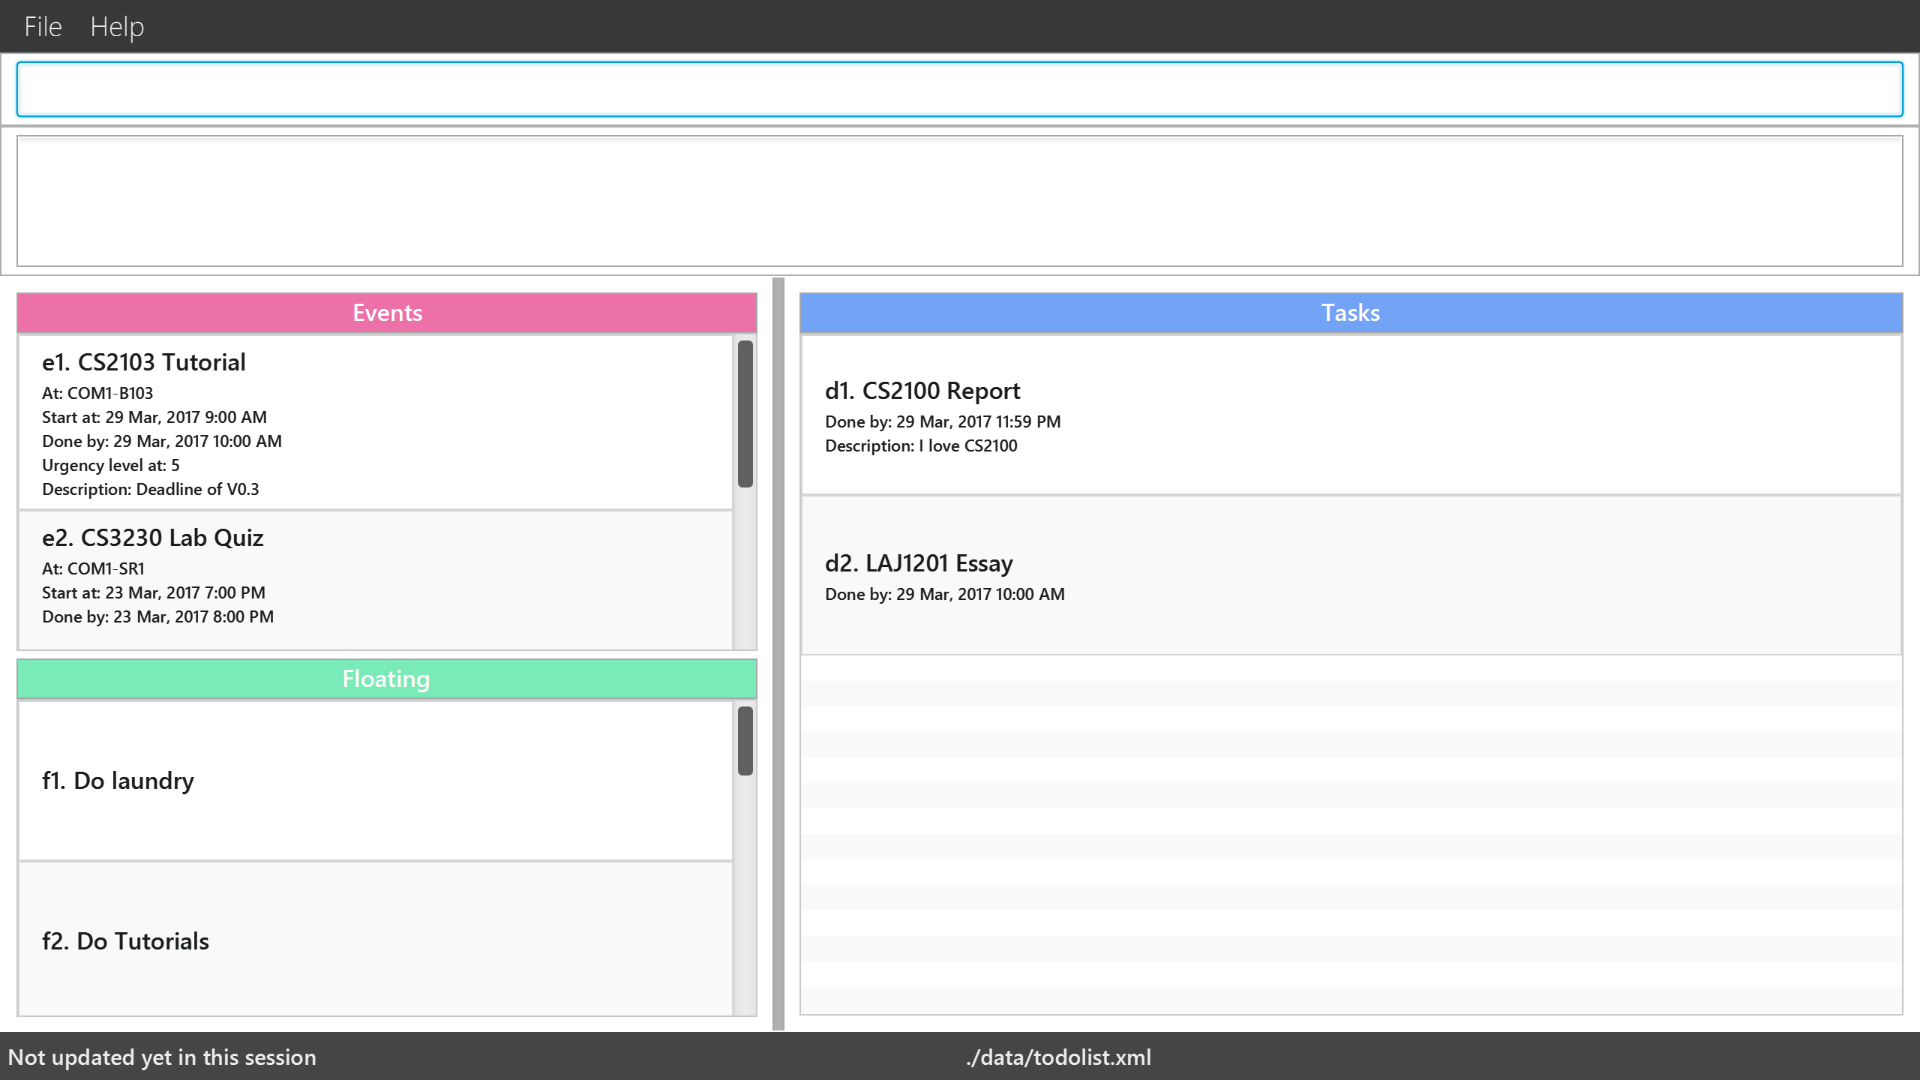 File Help
Events
e1. CS2103 Tutorial
At: COM1-B103
Start at: 29 Mar, 2017 9:00 AM
Done by: 29 Mar, 2017 10:00 AM
Urgency level at: 5
Description: Deadline of V0.3
e2. CS3230 Lab Quiz
At: COM1-SR1
Start at: 23 Mar, 2017 7:00 PM
Done by: 23 Mar, 2017 8:00 PM
Floating
f1. Do laundry
f2. Do Tutorials
Tasks
d1. CS2100 Report
Done by: 29 Mar, 2017 11:59 PM
Description: I love CS2100
d2. LAJ1201 Essay
Done by: 29 Mar, 2017 10:00 AM
Not updated yet in this session
./data/todolist.xml